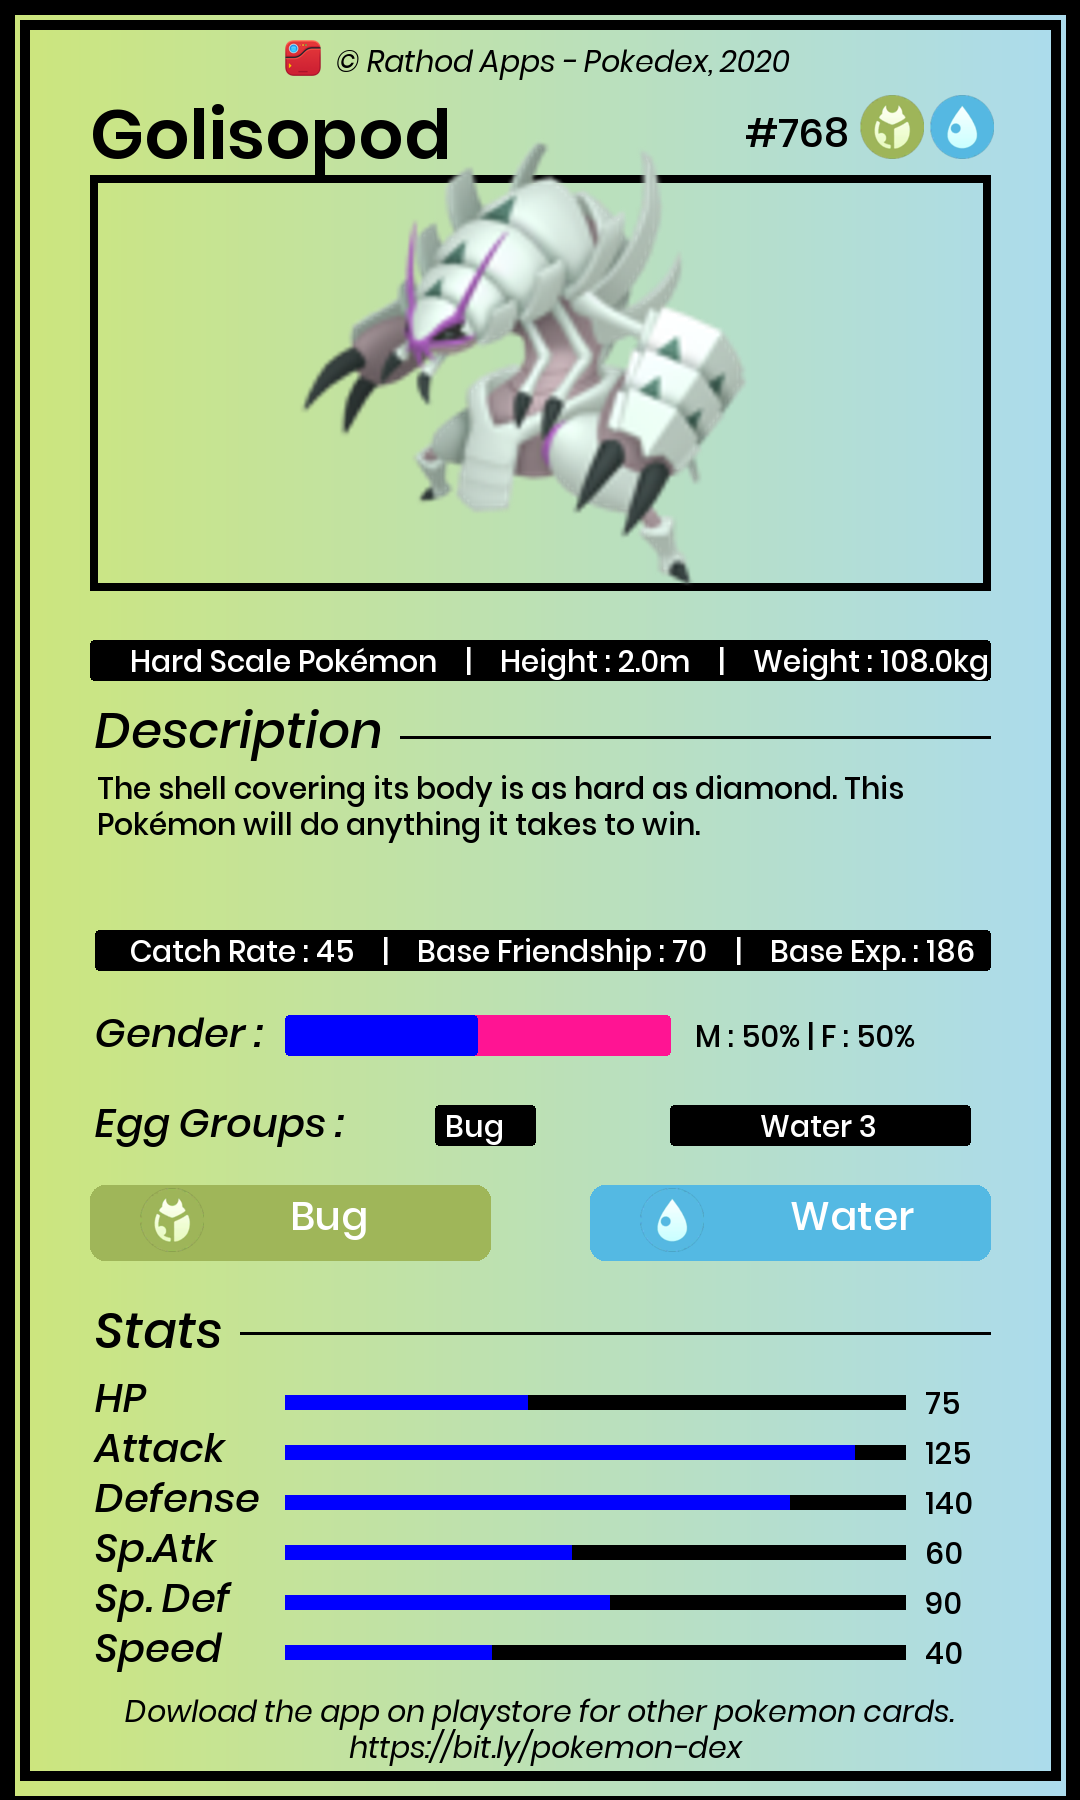 © Rathod Apps - Pokedex, 2020
Golisopod #768
Hard Scale Pokémon | Height : 2.0m | Weight : 108.0kg
Description
The shell covering its body is as hard as diamond. This
Pokémon will do anything it takes to win.
Catch Rate : 45 | Base Friendship : 70 | Base Exp. : 186
Gender : M : 50% | F : 50%
Egg Groups : Bug Water 3
Bug Water
Stats
HP 75
Attack 125
Defense 140
Sp.Atk 60
Sp. Def 90
Speed 40
Dowload the app on playstore for other pokemon cards.
https://bit.ly/pokemon-dex